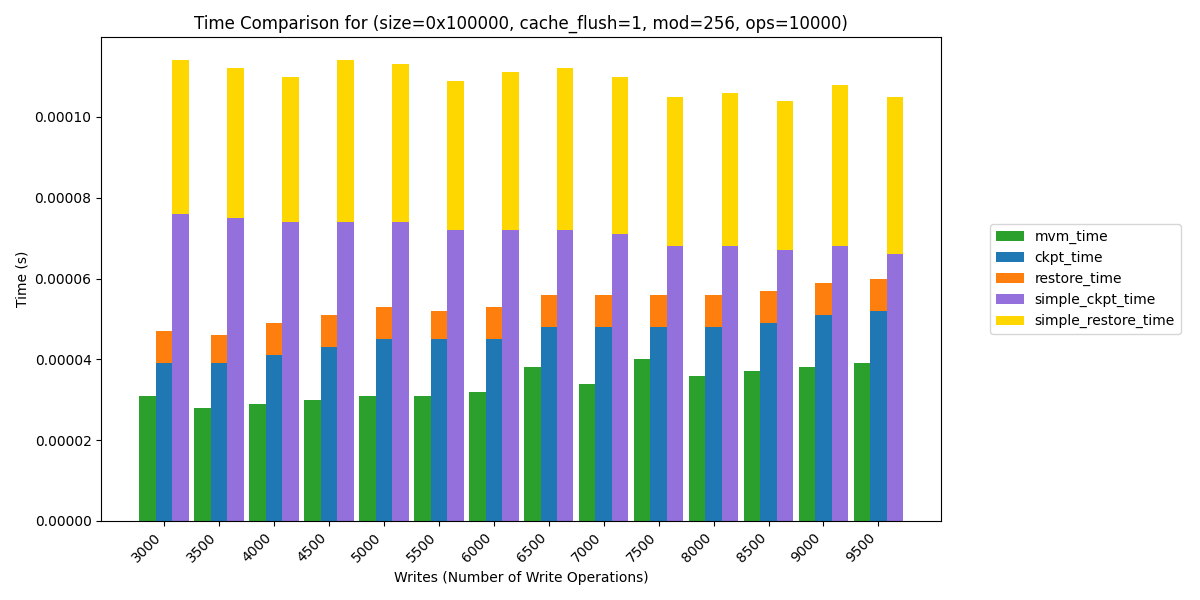 Time Comparison for (size=0x100000, cache_flush=1, mod=256, ops=10000)
0.00010
0.00008
0.00006
0.00004
0.00002
0.00000
Time (s)
3000 3500 4000 4500 5000 5500 6000 6500 7000 7500 8000 8500 9000 9500
Writes (Number of Write Operations)
mvm_time
ckpt_time
restore_time
simple_ckpt_time
simple_restore_time